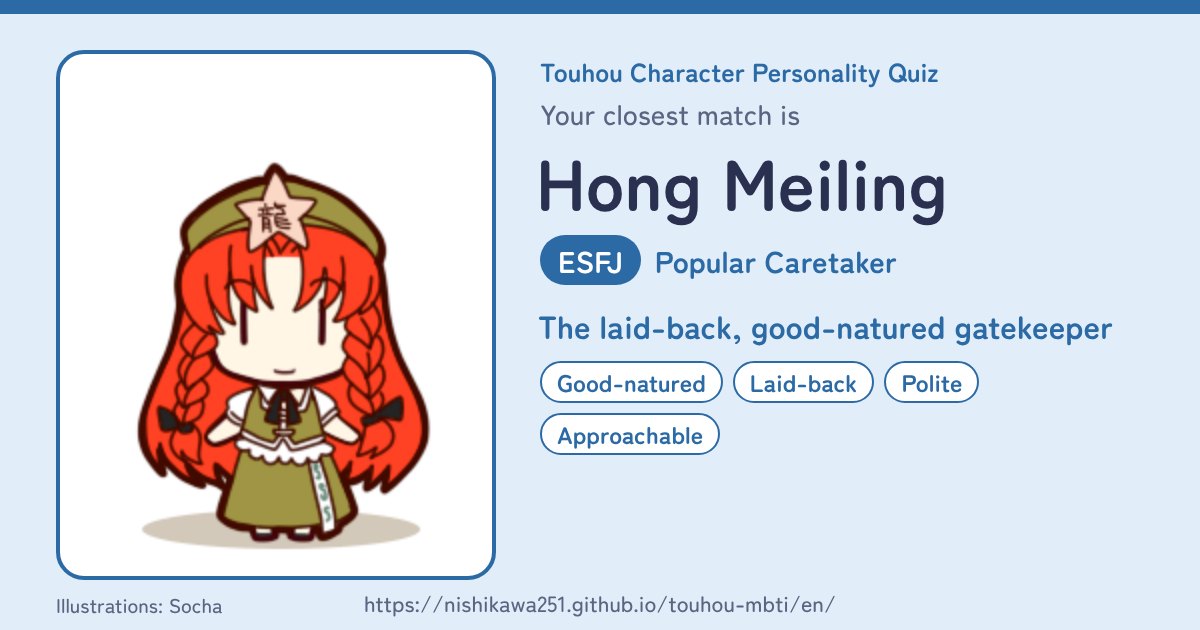 Touhou Character Personality Quiz
Your closest match is
Hong Meiling
ESFJ Popular Caretaker
The laid-back, good-natured gatekeeper
Good-natured Laid-back Polite
Approachable
龍
Illustrations: Socha
https://nishikawa251.github.io/touhou-mbti/en/